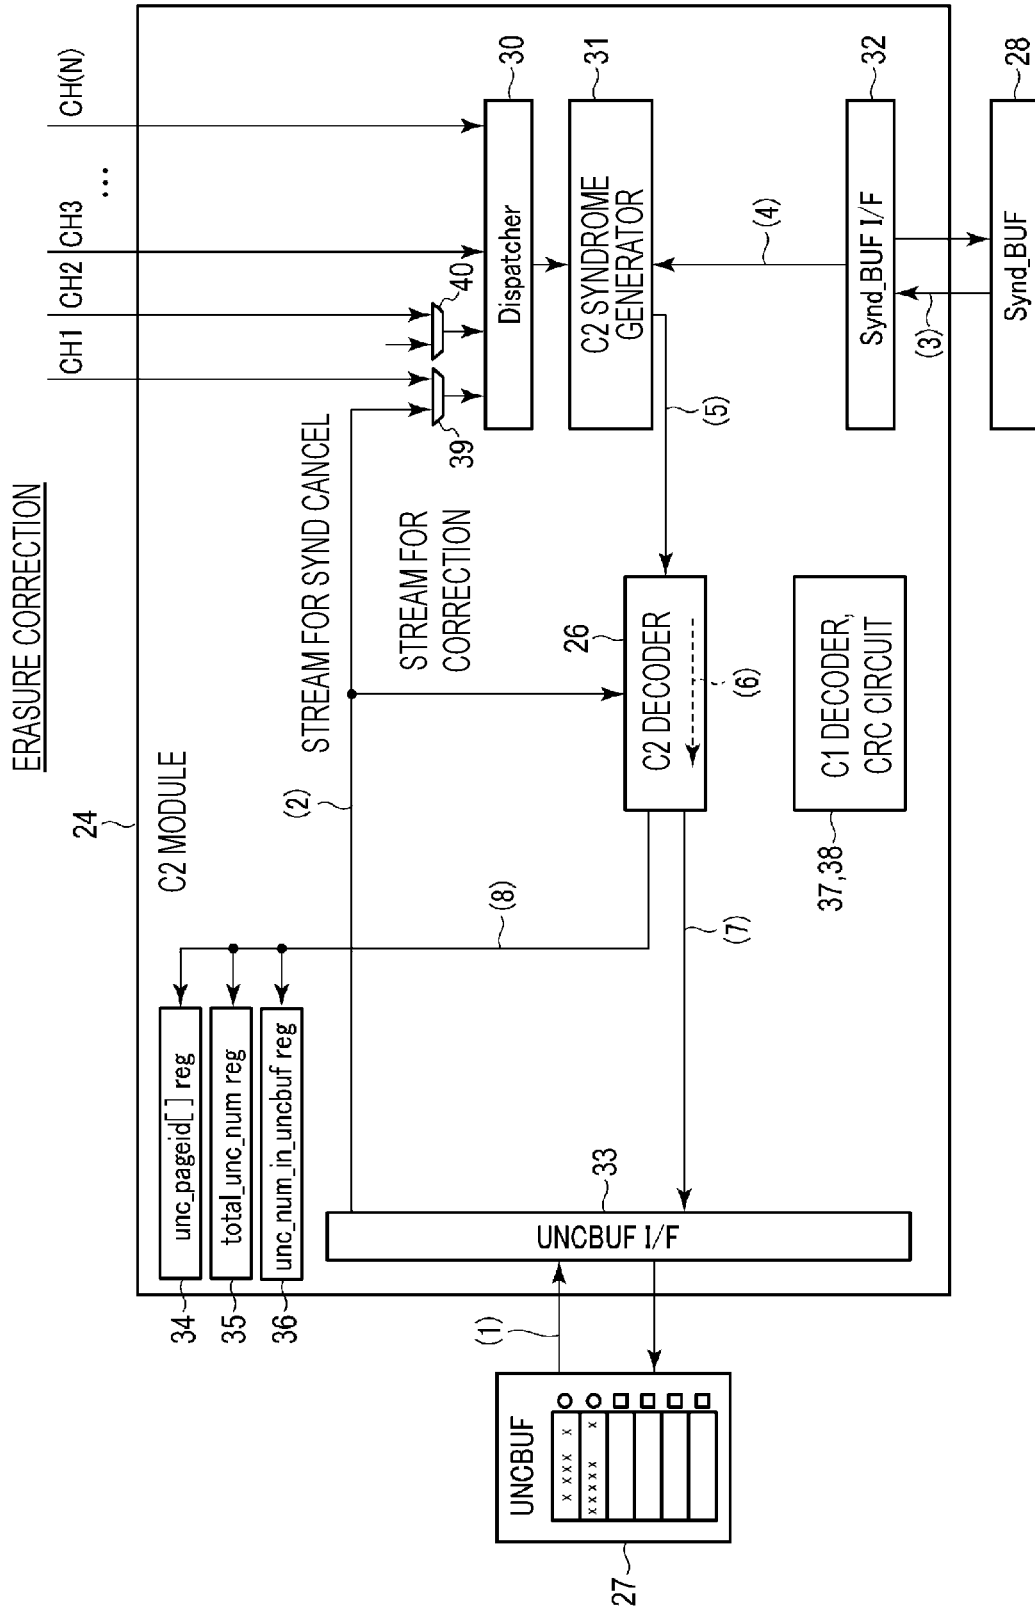 ERASURE CORRECTION
24
C2 MODULE
CH1
CH2
CH3
...
CH(N)
34
unc_pageid[ ] reg
35
total_unc_num reg
36
unc_num_in_uncbuf reg
(8)
(2)
STREAM FOR SYND CANCEL
STREAM FOR
CORRECTION
39
40
Dispatcher
30
C2 SYNDROME
GENERATOR
31
UNCBUF
x xxxx x
xxxxx x
27
(1)
UNCBUF I/F
33
(7)
26
C2 DECODER
(6)
(5)
(4)
C1 DECODER,
CRC CIRCUIT
37,38
Synd_BUF I/F
32
(3)
Synd_BUF
28